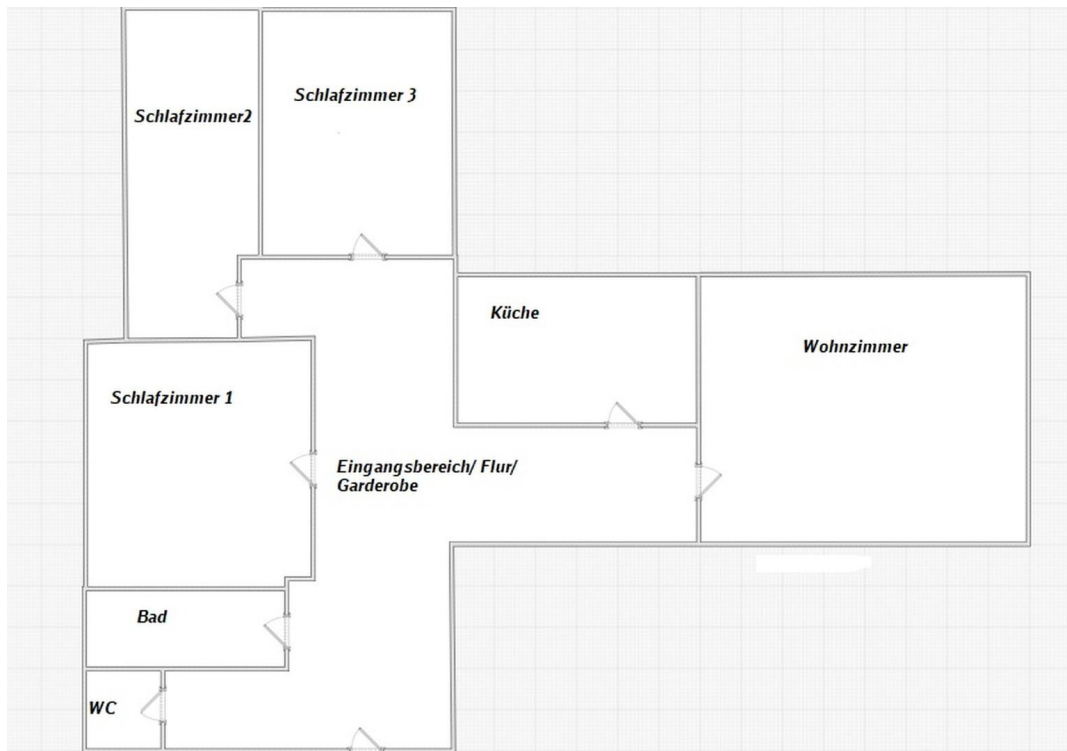 Schlafzimmer 3
Schlafzimmer2
Küche
Wohnzimmer
Schlafzimmer 1
Eingangsbereich/ Flur/
Garderobe
Bad
WC